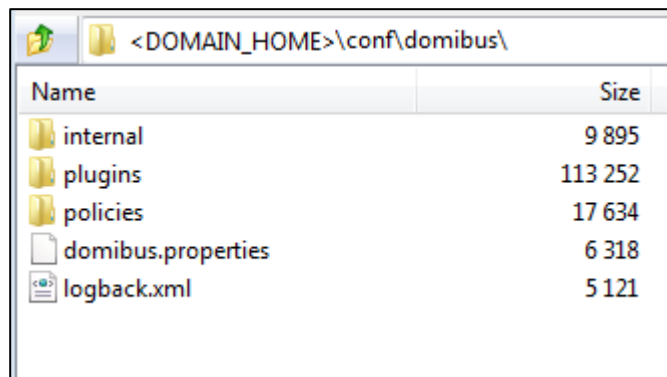 <DOMAIN_HOME>\conf\domibus\
Name Size
internal 9 895
plugins 113 252
policies 17 634
domibus.properties 6 318
logback.xml 5 121